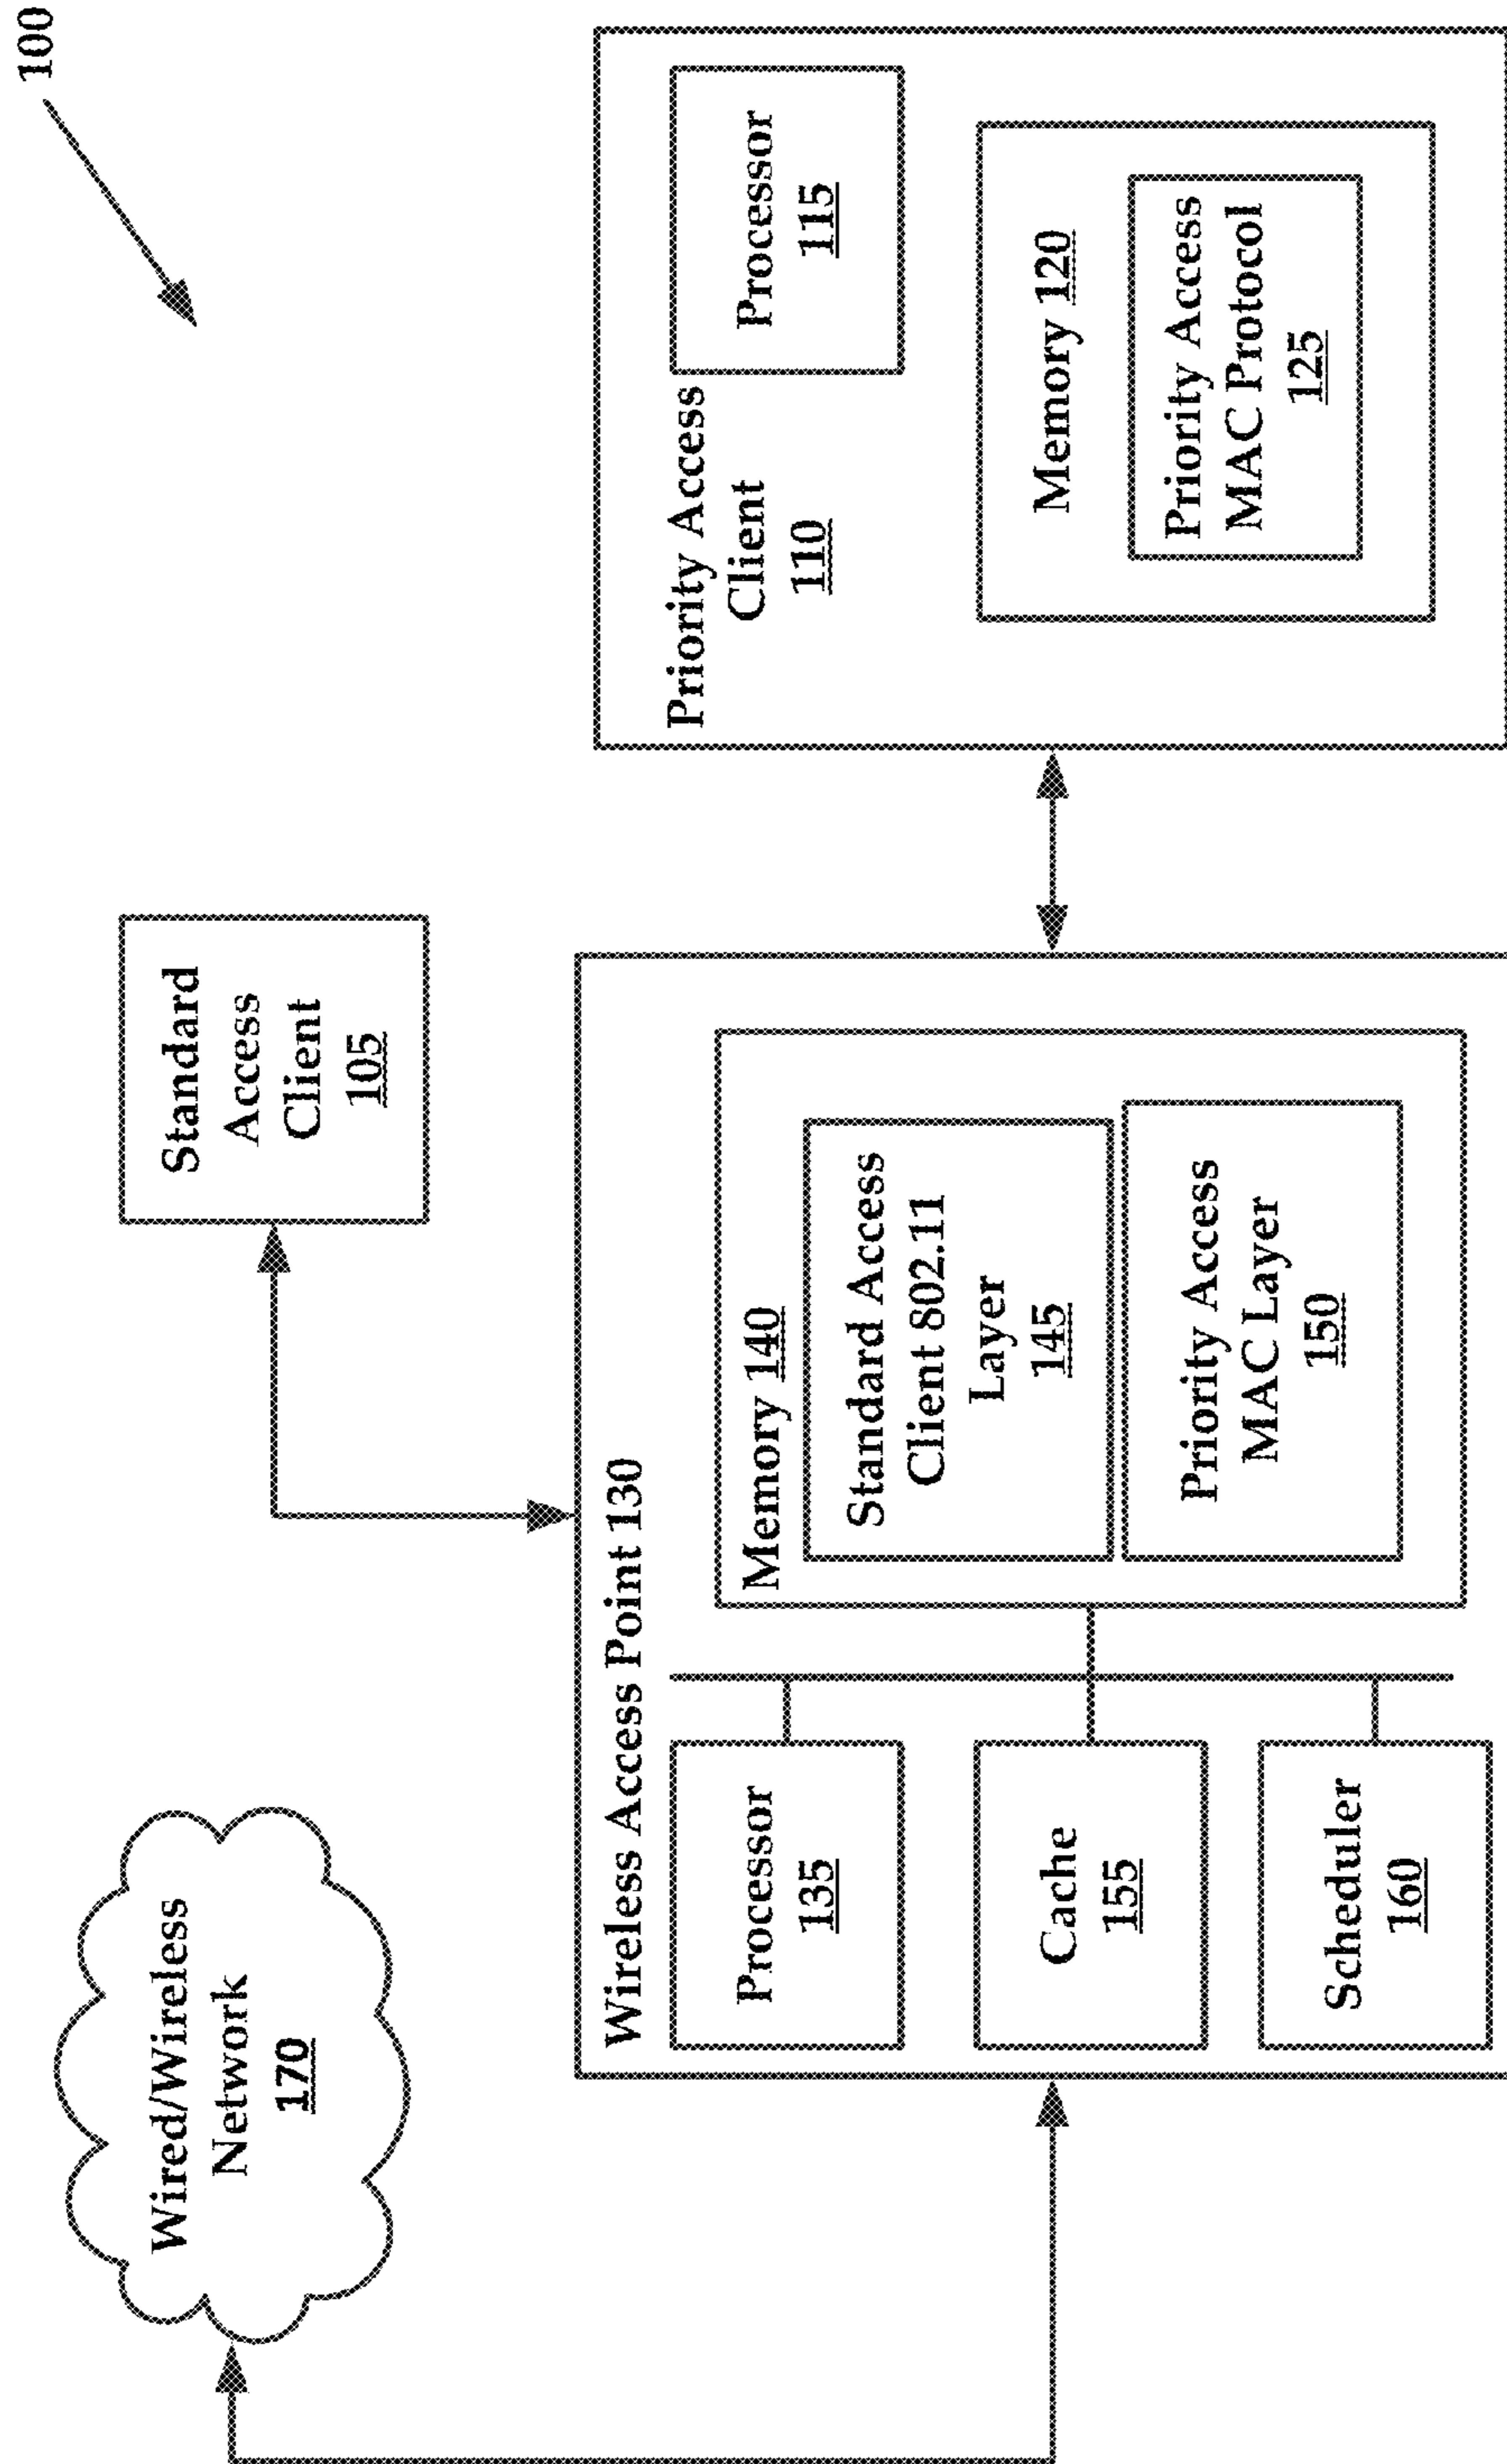 100
Wired/Wireless
Network
170
Standard
Access
Client
105
Wireless Access Point 130
Processor
135
Cache
155
Scheduler
160
Memory 140
Standard Access
Client 802.11
Layer
145
Priority Access
MAC Layer
150
Priority Access
Client
110
Processor
115
Memory 120
Priority Access
MAC Protocol
125